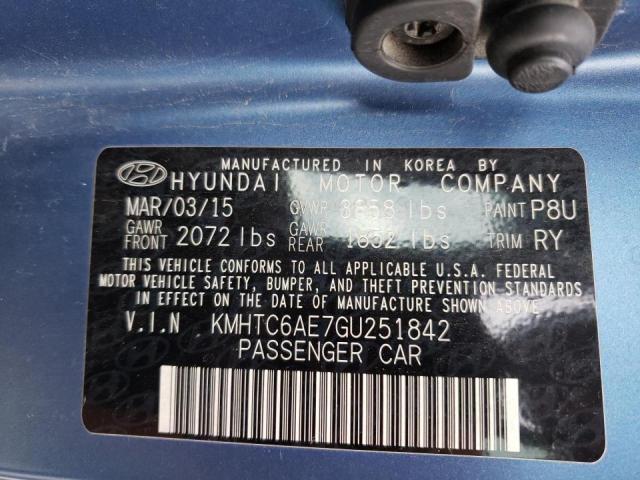 MANUFACTURED IN KOREA BY
HYUNDAI MOTOR COMPANY
MAR/03/15 GVWR 3858 lbs PAINT P8U
GAWR FRONT 2072 lbs GAWR REAR 1832 lbs TRIM RY
THIS VEHICLE CONFORMS TO ALL APPLICABLE U.S.A. FEDERAL
MOTOR VEHICLE SAFETY, BUMPER, AND THEFT PREVENTION STANDARDS
IN EFFECT ON THE DATE OF MANUFACTURE SHOWN ABOVE
V.I.N KMHTC6AE7GU251842
PASSENGER CAR